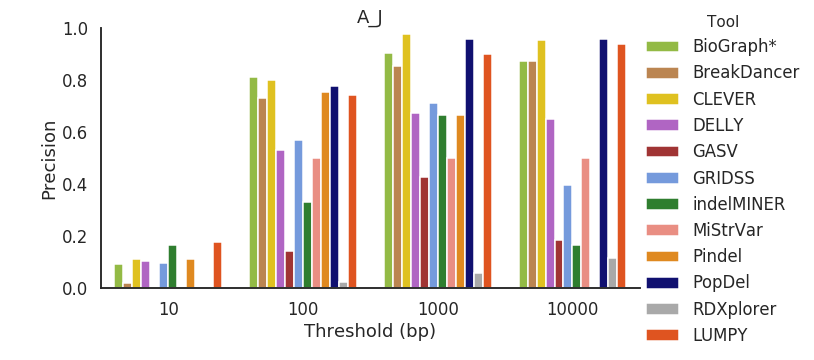 A_J
Tool
1.0
0.8
0.6
0.4
0.2
0.0
Precision
10
100
1000
10000
Threshold (bp)
BioGraph*
BreakDancer
CLEVER
DELLY
GASV
GRIDSS
indelMINER
MiStrVar
Pindel
PopDel
RDXplorer
LUMPY